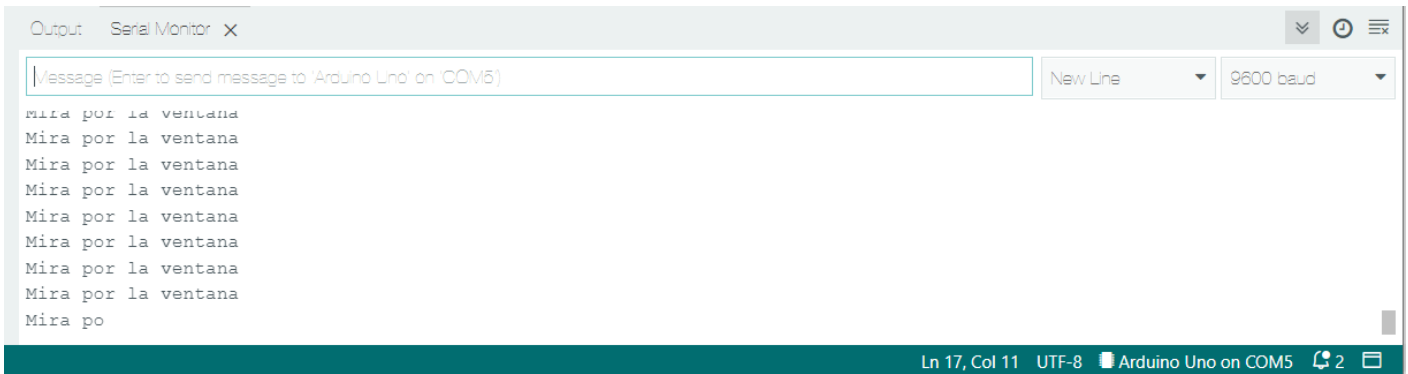 Output Serial Monitor X
Message (Enter to send message to 'Arduino Uno' on 'COM5')
New Line
9600 baud
Mira por la ventana
Mira por la ventana
Mira por la ventana
Mira por la ventana
Mira por la ventana
Mira por la ventana
Mira por la ventana
Mira por la ventana
Mira po
Ln 17, Col 11 UTF-8 Arduino Uno on COM5 2